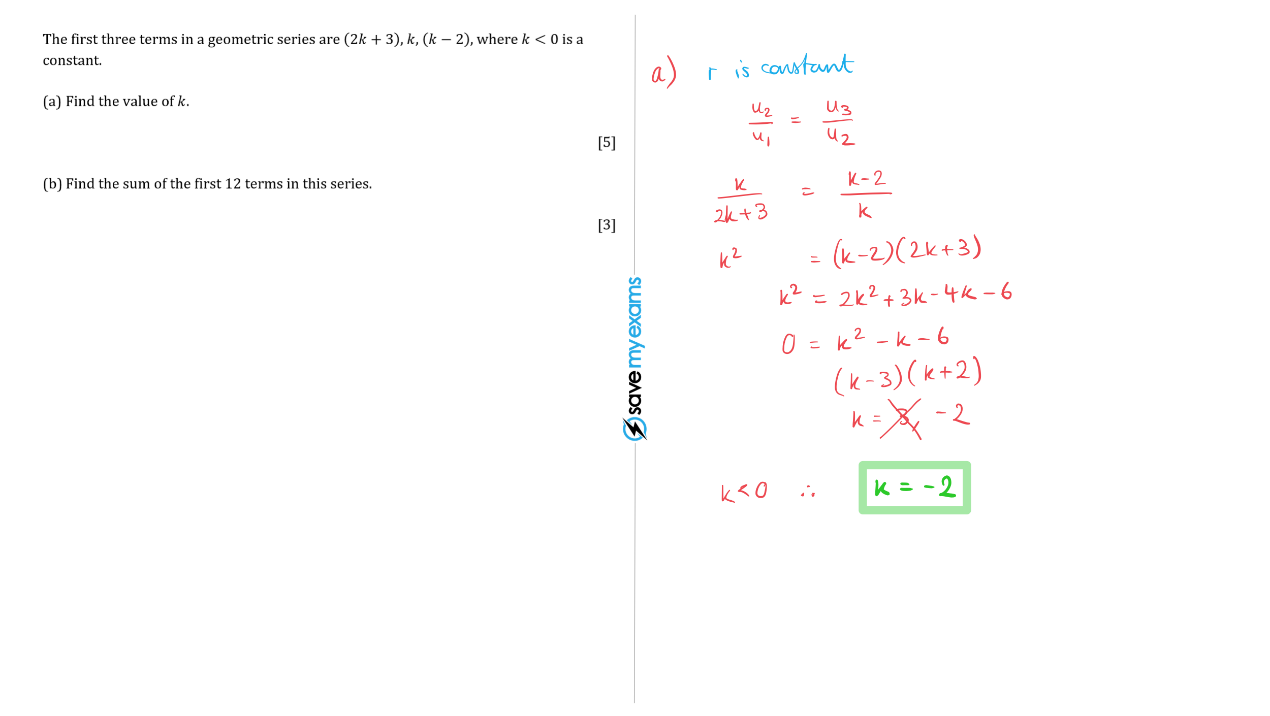 The first three terms in a geometric series are (2k + 3), k, (k − 2), where k < 0 is a
constant.
(a) Find the value of k.
[5]
(b) Find the sum of the first 12 terms in this series.
[3]
savemyexams
a) r is constant
u₂/u₁ = u₃/u₂
k/(2k+3) = (k-2)/k
k² = (k-2)(2k+3)
k² = 2k² + 3k - 4k - 6
0 = k² - k - 6
(k-3)(k+2)
k = 3, -2
k<0 ∴ k = -2